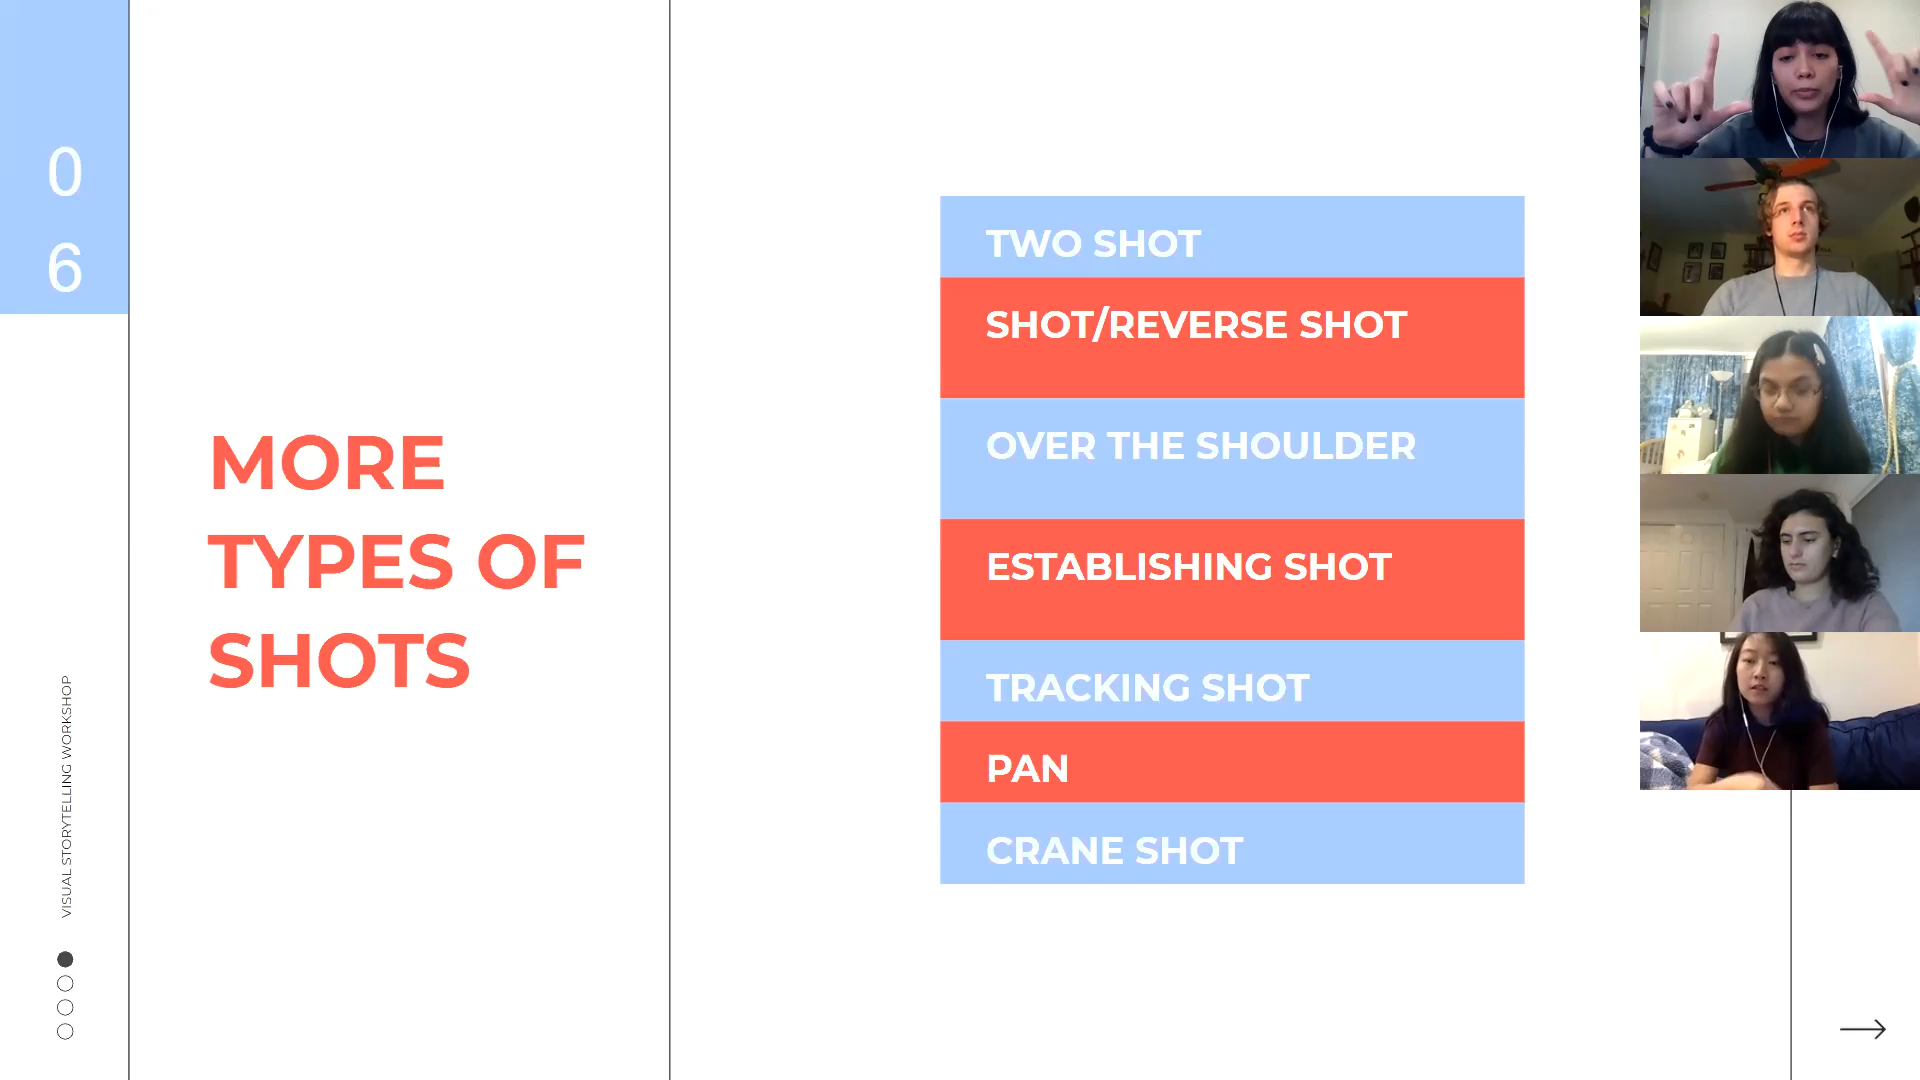 0
6
MORE
TYPES OF
SHOTS
VISUAL STORYTELLING WORKSHOP
TWO SHOT
SHOT/REVERSE SHOT
OVER THE SHOULDER
ESTABLISHING SHOT
TRACKING SHOT
PAN
CRANE SHOT